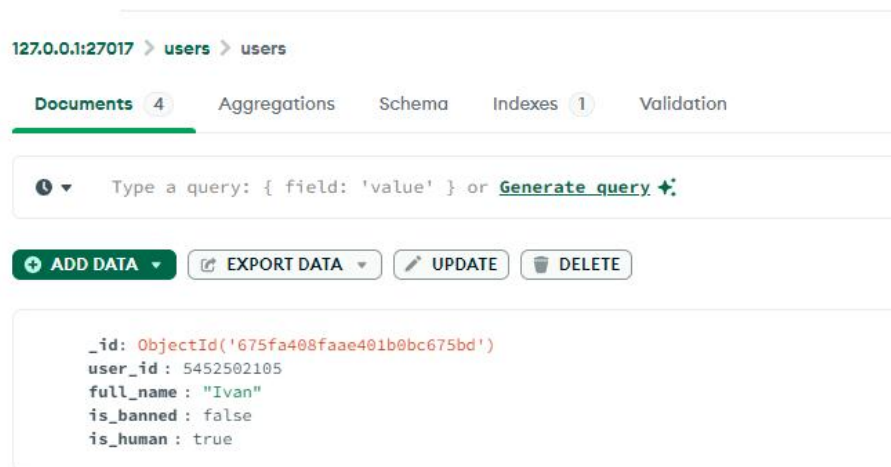 127.0.0.1:27017 > users > users
Documents 4 Aggregations Schema Indexes 1 Validation
Type a query: { field: 'value' } or Generate query
ADD DATA EXPORT DATA UPDATE DELETE
_id: ObjectId('675fa408faae401b0bc675bd')
user_id : 5452502105
full_name : "Ivan"
is_banned : false
is_human : true